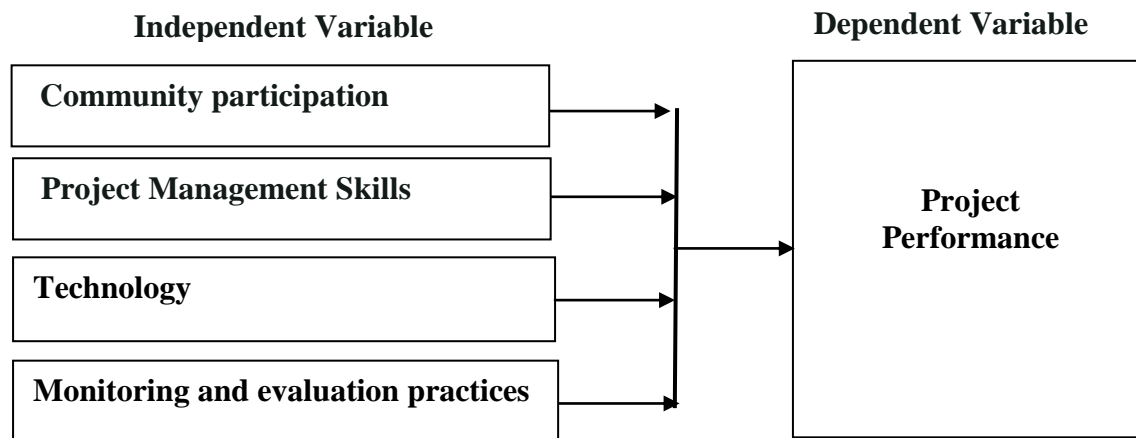 Independent Variable
Dependent Variable
Community participation
Project Management Skills
Technology
Monitoring and evaluation practices
Project
Performance